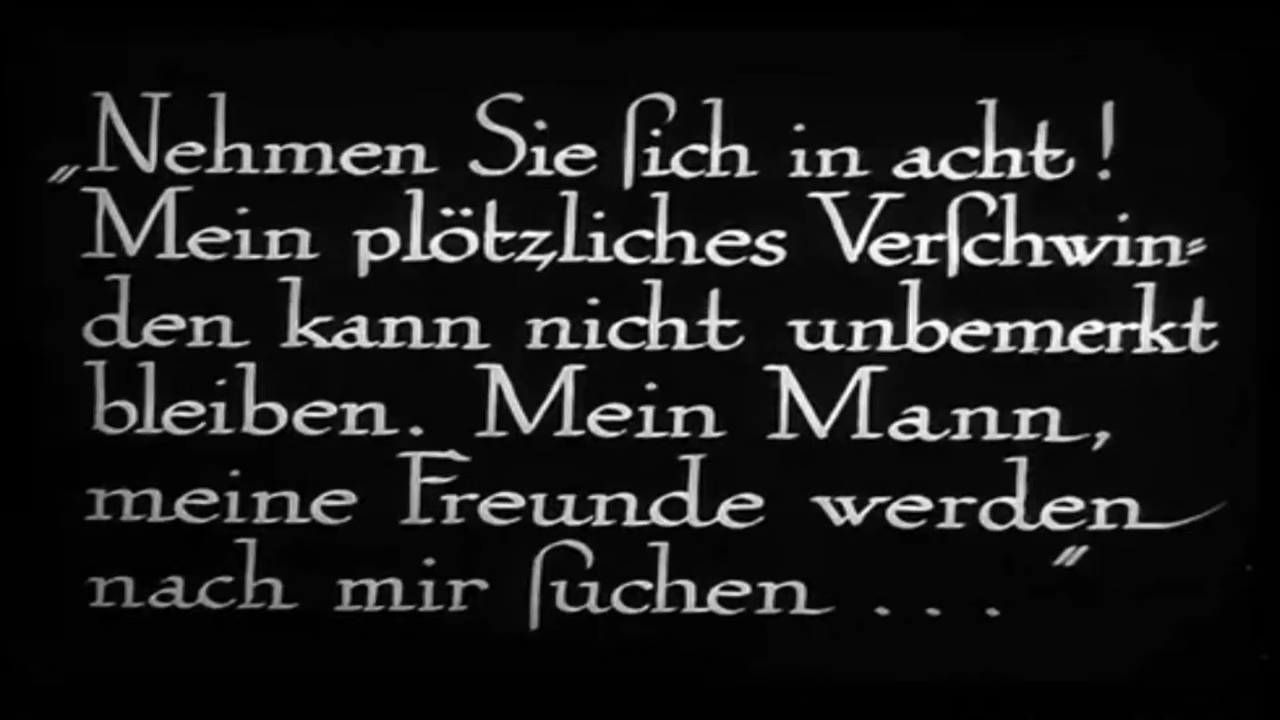 „Nehmen Sie ſich in acht!
Mein plötzliches Verſchwin⸗
den kann nicht unbemerkt
bleiben. Mein Mann,
meine Freunde werden
nach mir ſuchen . . ."